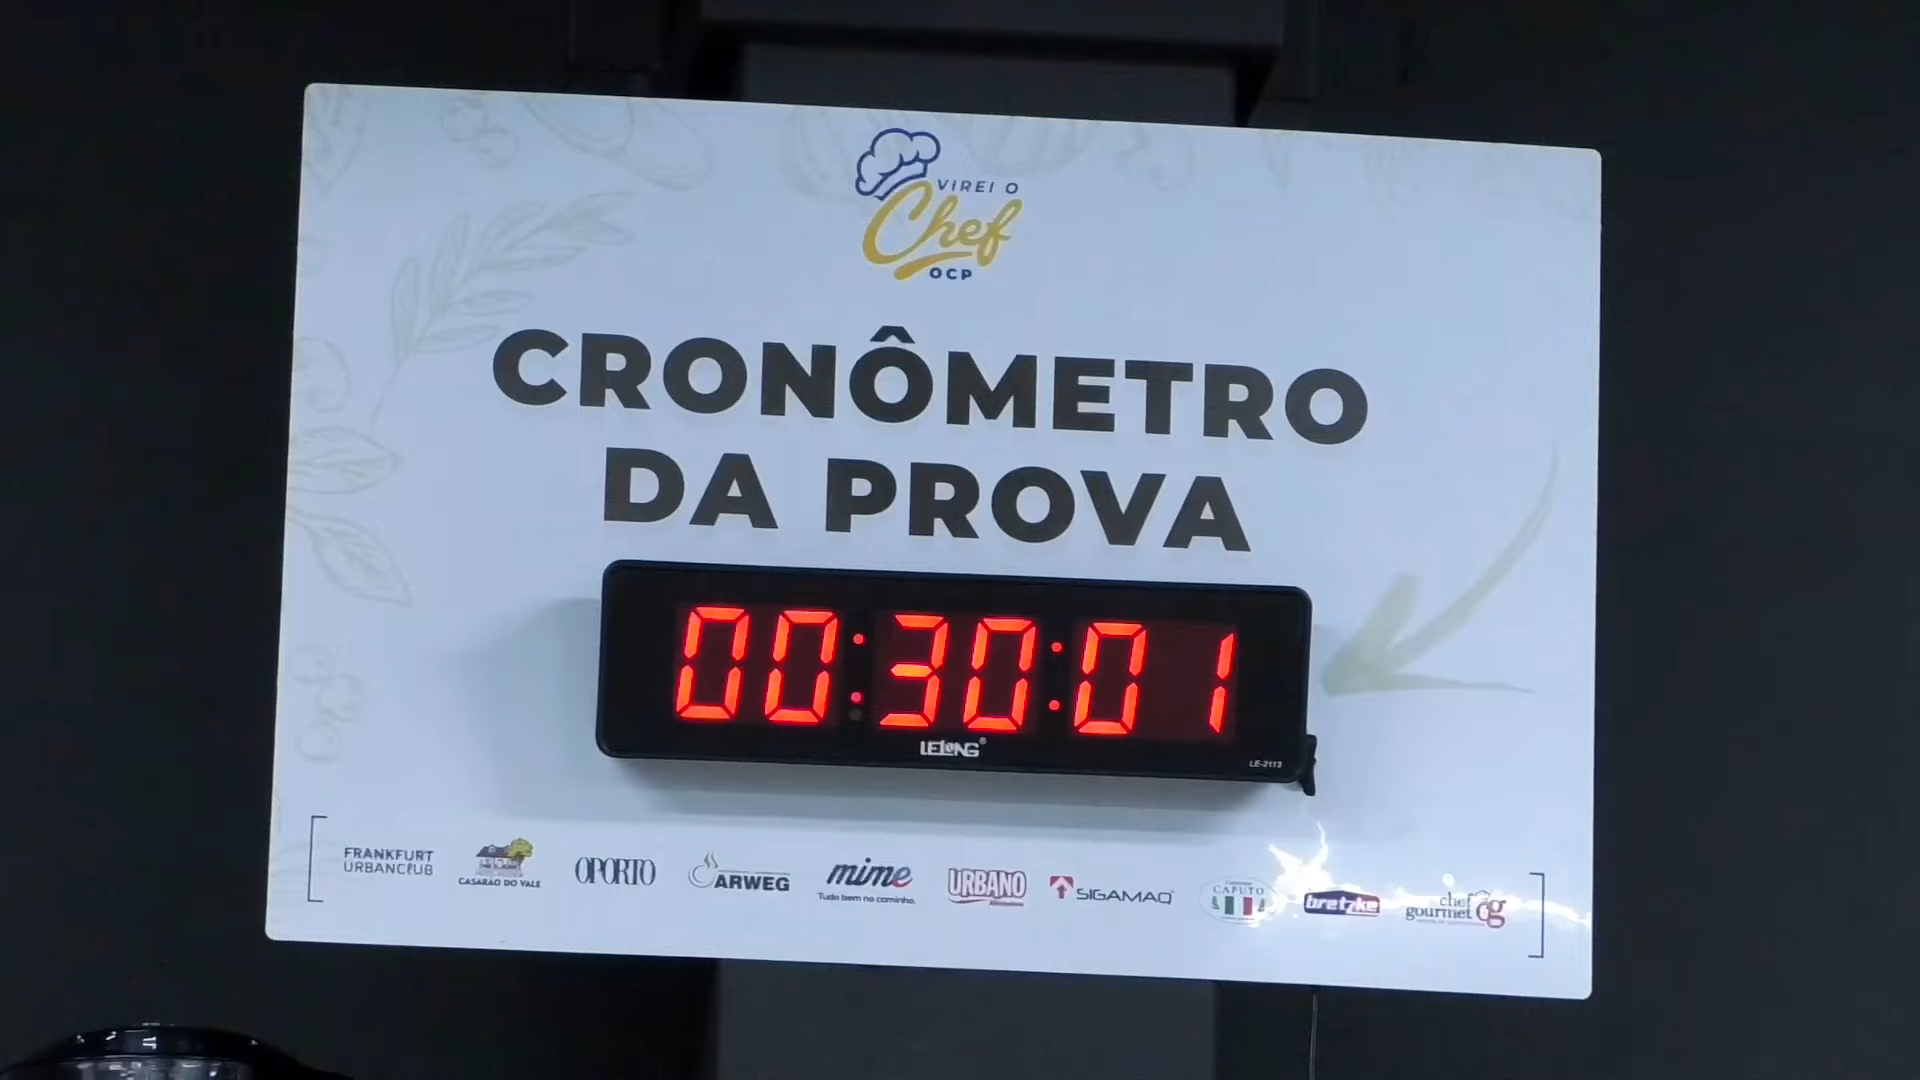 VIREI O
Chef
OCP
CRONÔMETRO
DA PROVA
00:30:01
LELONG®
LE-2113
FRANKFURT
URBANCLUB
CASARÃO DO VALE
OPORTO
ARWEG
mime
Tudo bem no caminho.
URBANO
SIGAMAQ
CAPUTO
bretzke
chef
gourmet cg